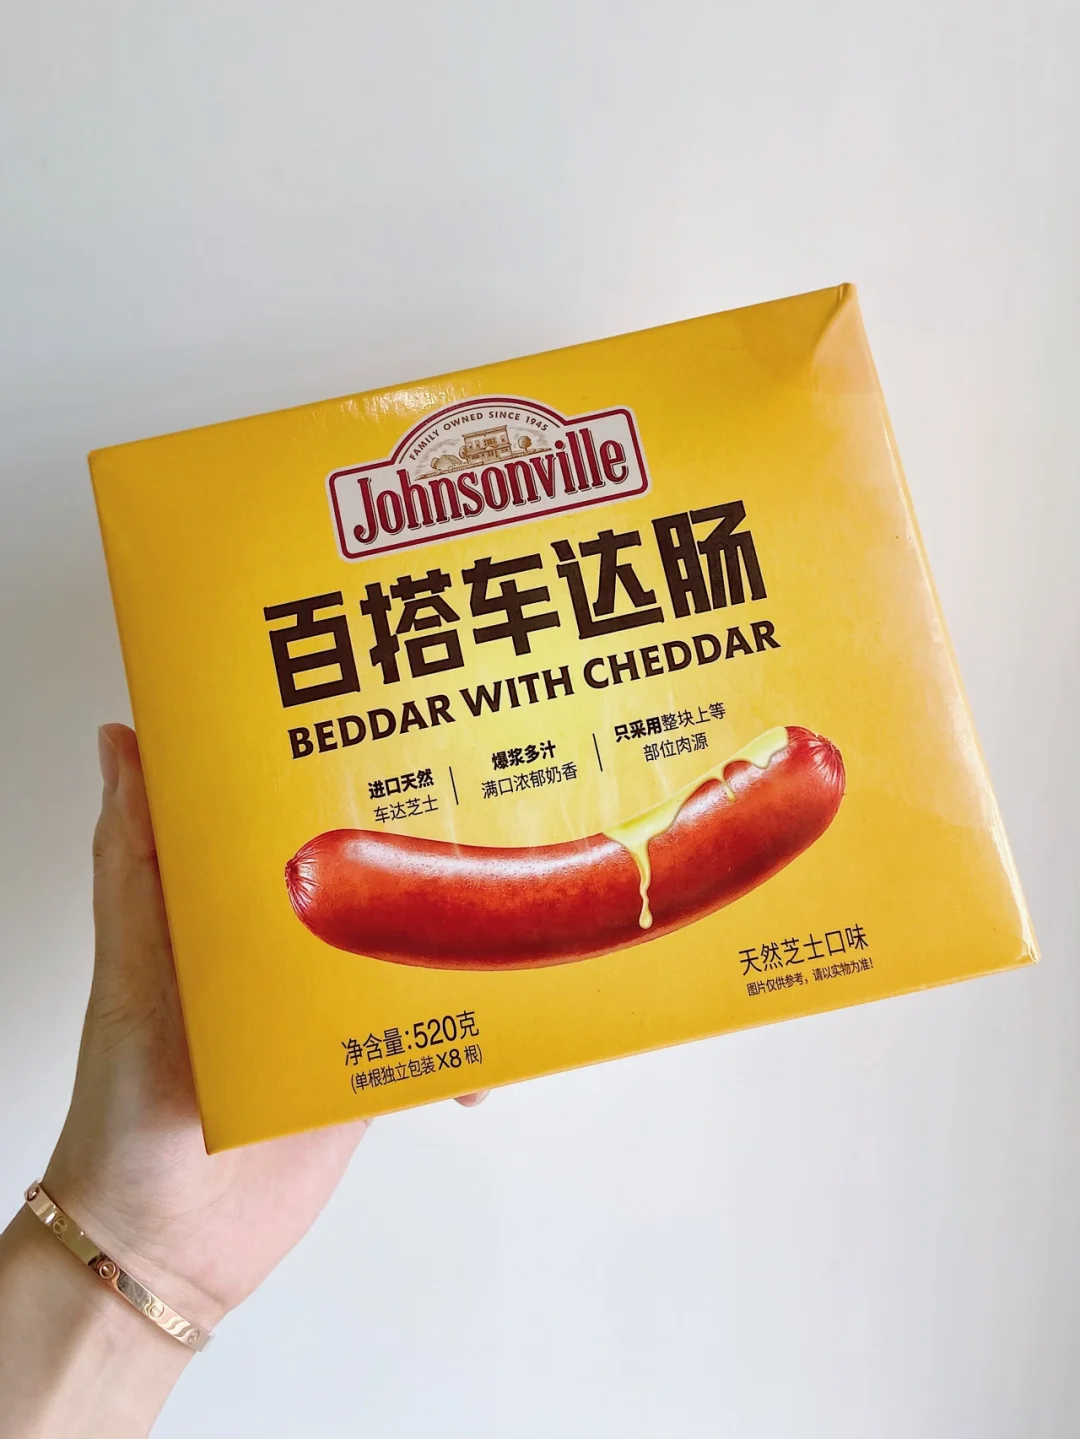 FAMILY OWNED SINCE 1945
Johnsonville
百搭车达肠
BEDDAR WITH CHEDDAR
进口天然
车达芝士
爆浆多汁
满口浓郁奶香
只采用整块上等
部位肉源
天然芝士口味
图片仅供参考，请以实物为准！
净含量:520克
(单根独立包装X8根)